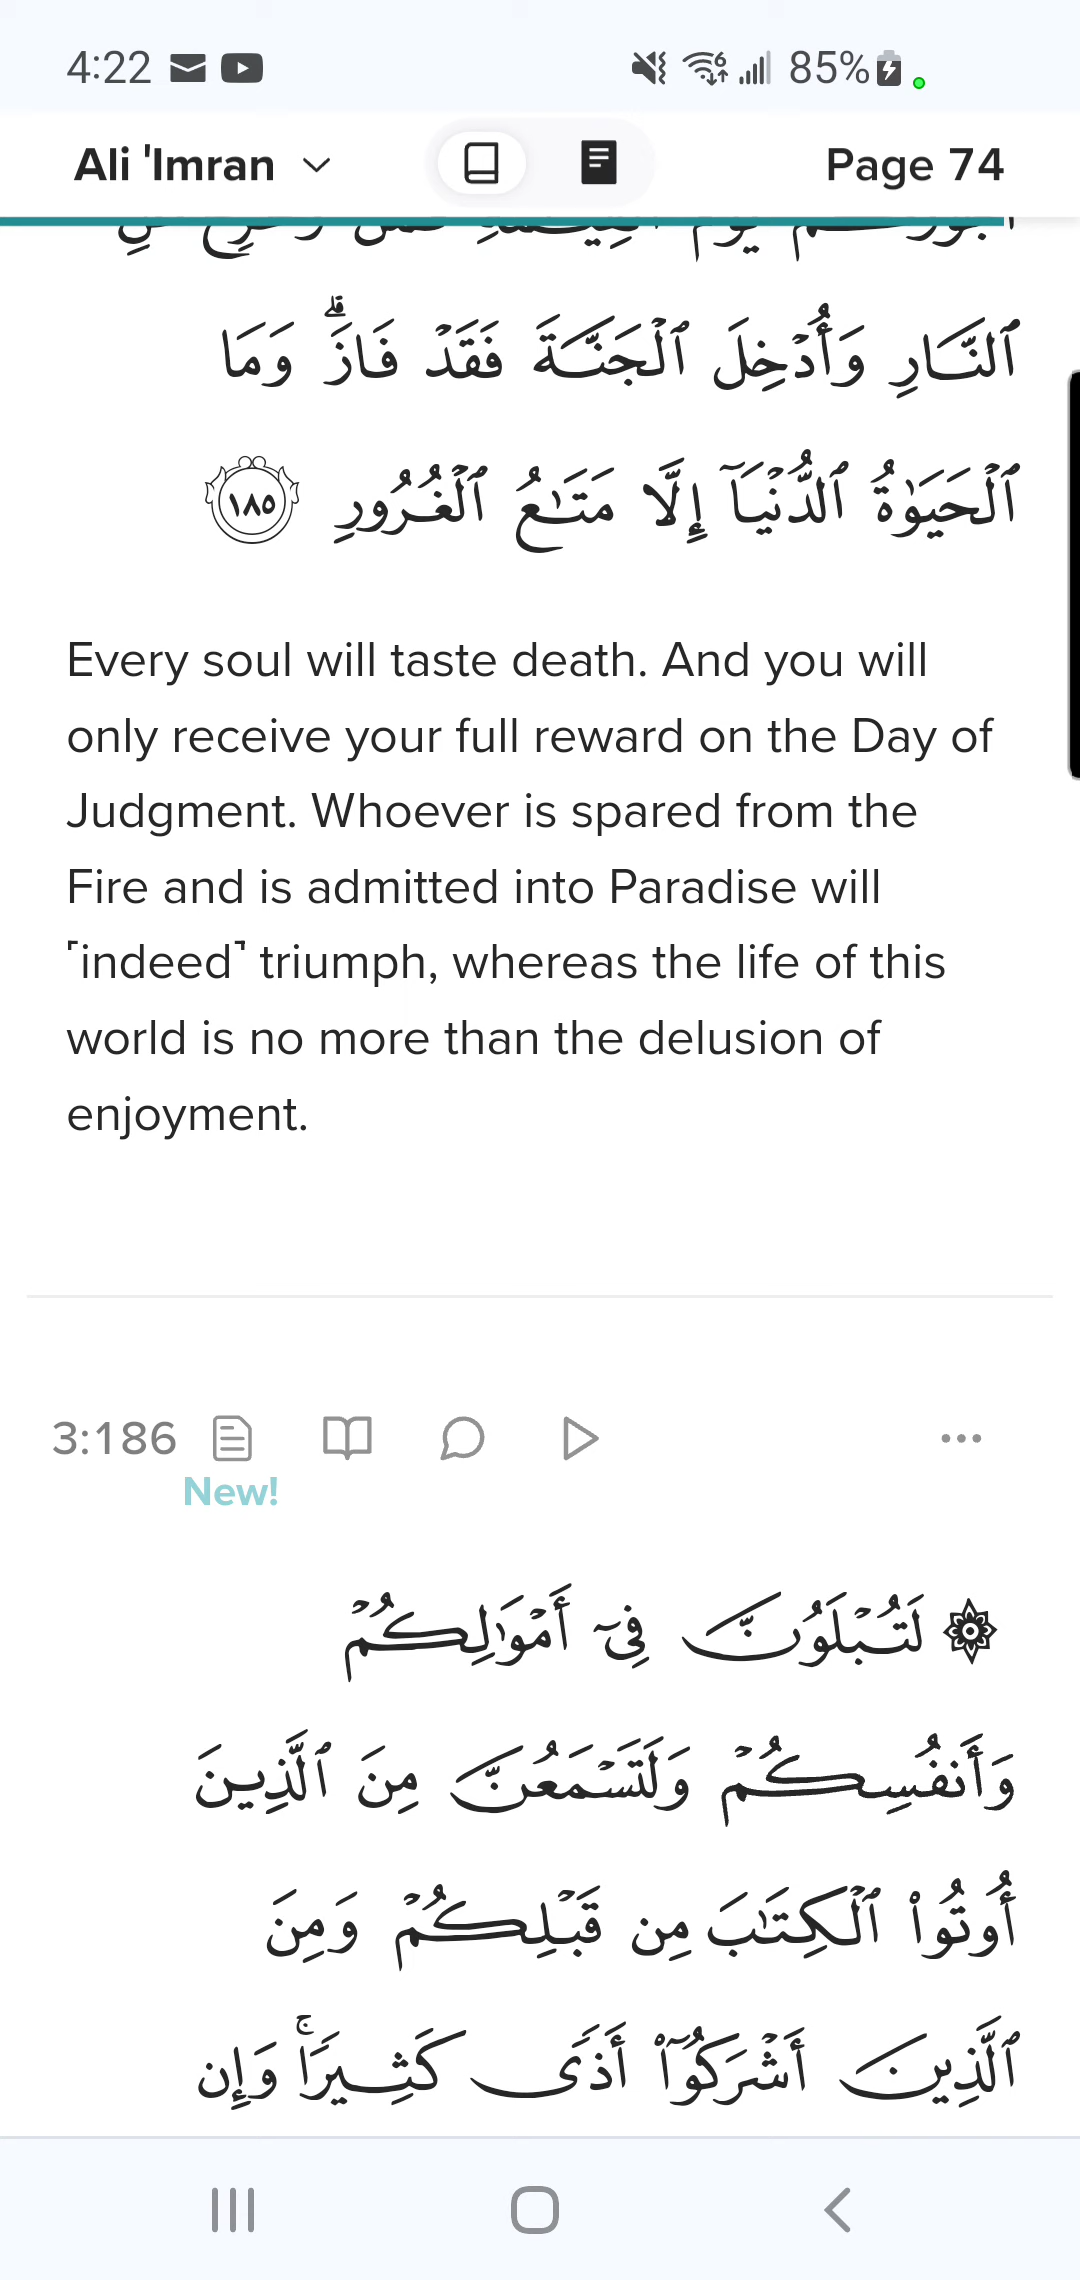 4:22
85%
Ali 'Imran
Page 74
ٱلنَّارِ وَأُدْخِلَ ٱلْجَنَّةَ فَقَدْ فَازَ ۗ وَمَا
ٱلْحَيَوٰةُ ٱلدُّنْيَآ إِلَّا مَتَـٰعُ ٱلْغُرُورِ ١٨٥
Every soul will taste death. And you will
only receive your full reward on the Day of
Judgment. Whoever is spared from the
Fire and is admitted into Paradise will
˹indeed˺ triumph, whereas the life of this
world is no more than the delusion of
enjoyment.
3:186
New!
۞ لَتُبْلَوُنَّ فِىٓ أَمْوَٰلِكُمْ
وَأَنفُسِكُمْ وَلَتَسْمَعُنَّ مِنَ ٱلَّذِينَ
أُوتُوا۟ ٱلْكِتَـٰبَ مِن قَبْلِكُمْ وَمِنَ
ٱلَّذِينَ أَشْرَكُوٓا۟ أَذًى كَثِيرًا ۚ وَإِن